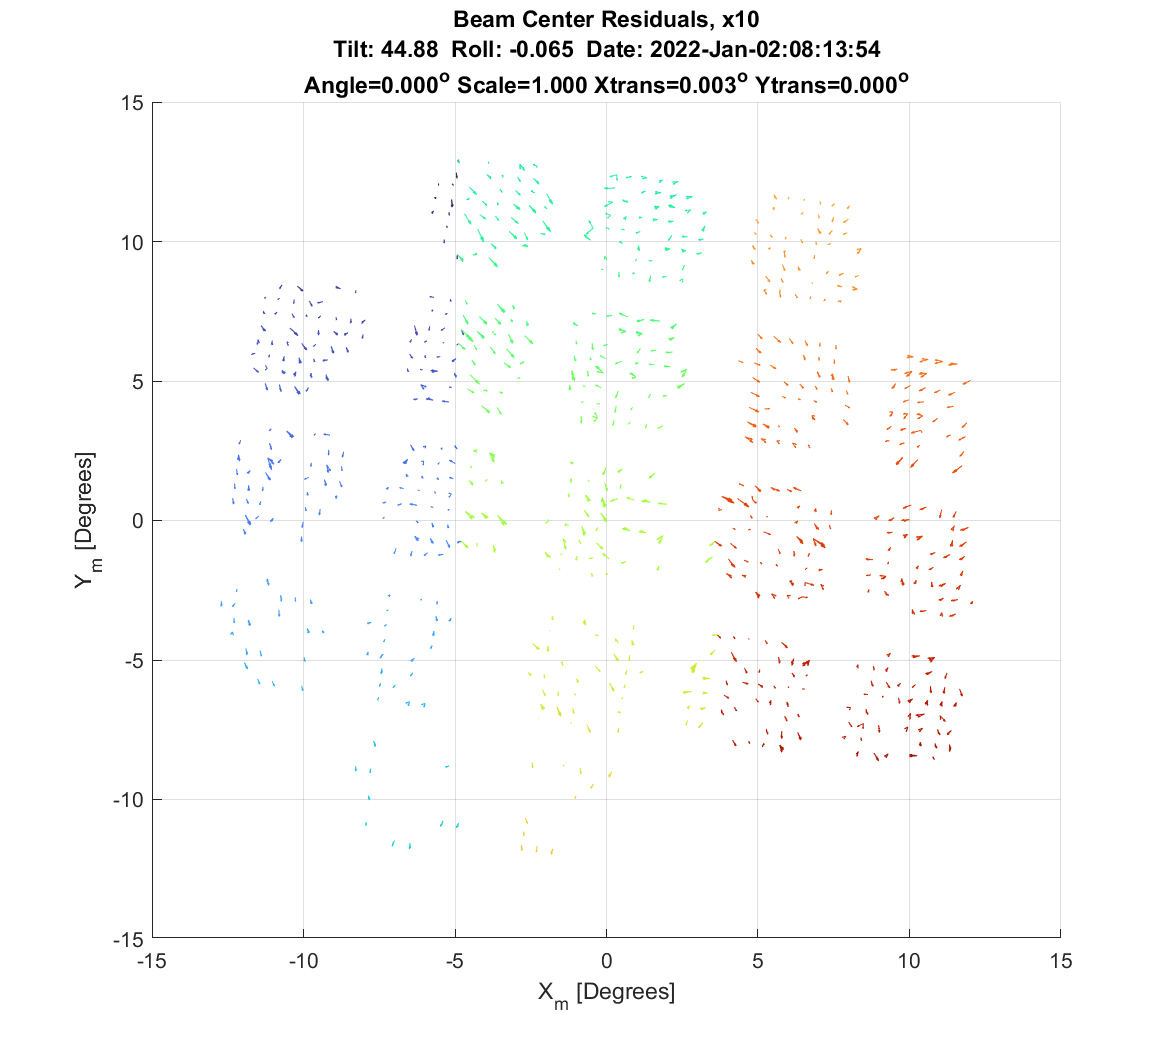 Beam Center Residuals, x10
Tilt: 44.88 Roll: -0.065 Date: 2022-Jan-02:08:13:54
Angle=0.000° Scale=1.000 Xtrans=0.003° Ytrans=0.000°
15
10
5
0
-5
-10
-15
Y_m [Degrees]
-15 -10 -5 0 5 10 15
X_m [Degrees]